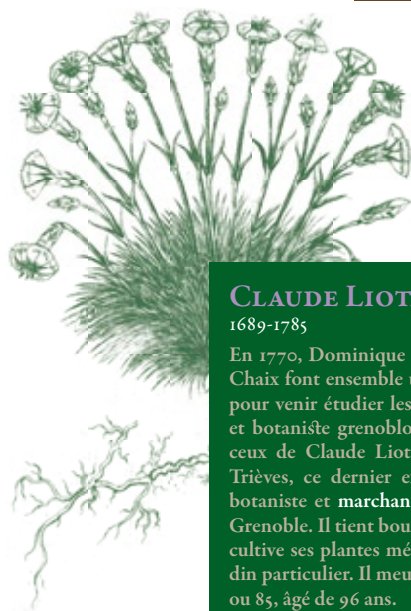 CLAUDE LIOT
1689-1785
En 1770, Dominique
Chaix font ensemble
pour venir étudier les
et botaniste grenoblo
ceux de Claude Liot
Trièves, ce dernier e
botaniste et marchan
Grenoble. Il tient bou
cultive ses plantes mé
din particulier. Il meu
ou 85, âgé de 96 ans.